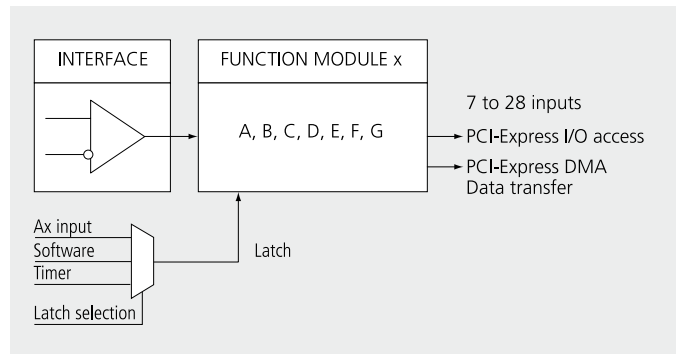 INTERFACE
FUNCTION MODULE x
A, B, C, D, E, F, G
7 to 28 inputs
PCI-Express I/O access
PCI-Express DMA
Data transfer
Ax input
Software
Timer
Latch selection
Latch